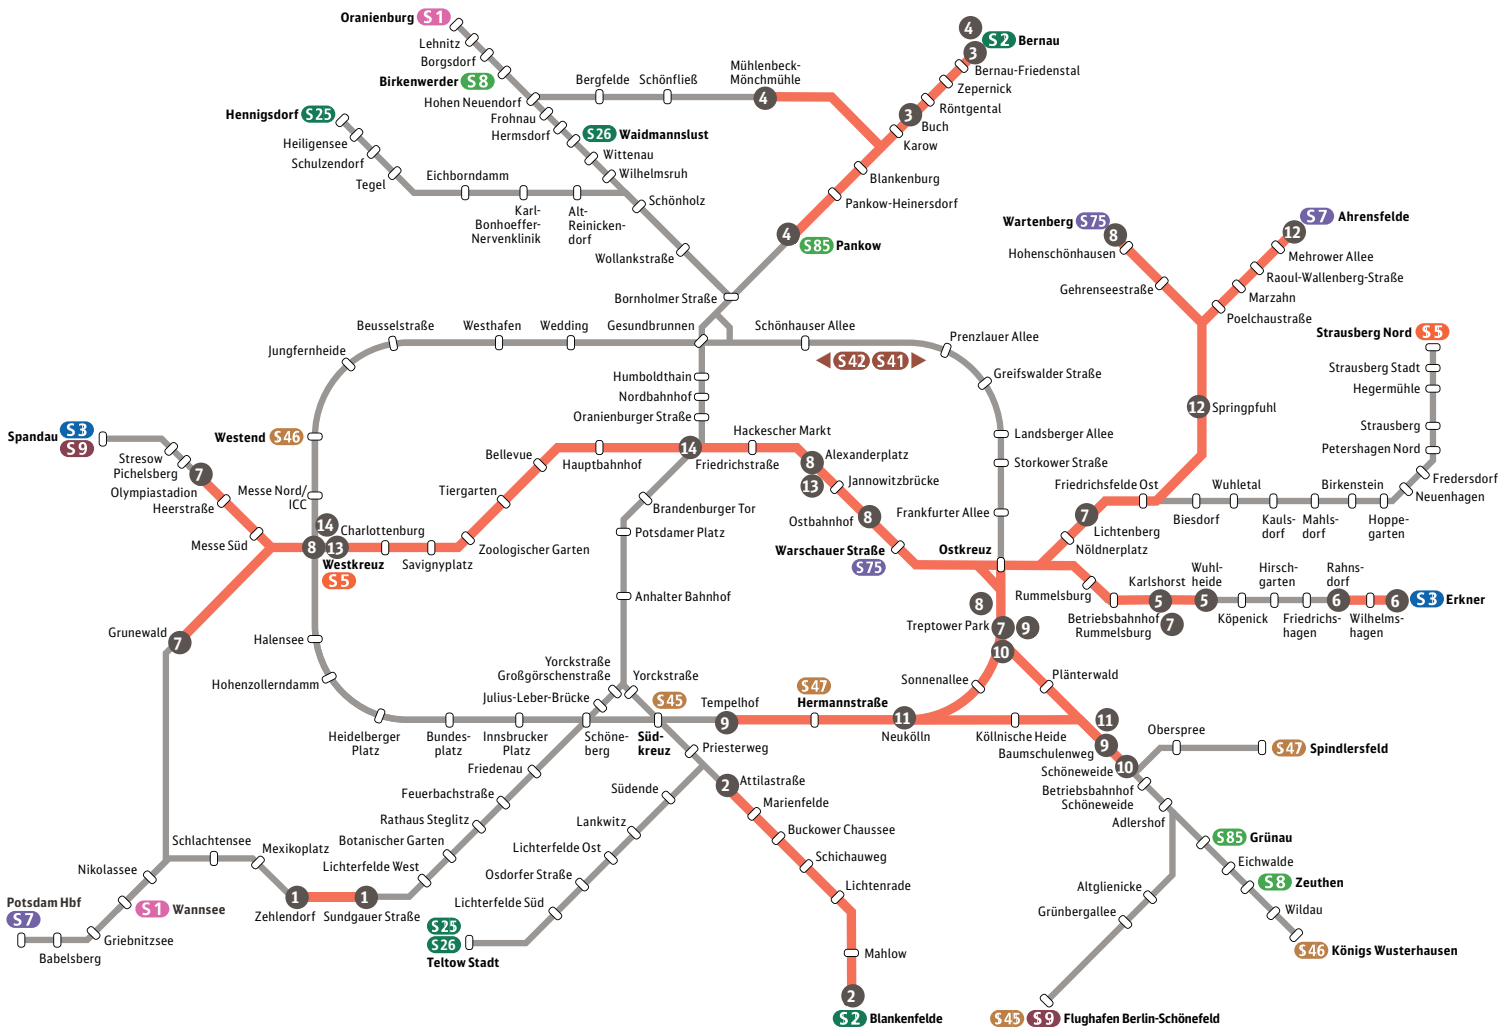 Oranienburg S1
Lehnitz
Borgsdorf
Birkenwerder S8
Hohen Neuendorf
Frohnau
Hermsdorf
S26 Waidmannslust
Wittenau
Wilhelmsruh
Schönholz
Wollankstraße
Bornholmer Straße
Bergfelde
Schönfließ
Mühlenbeck-
Mönchmühle
4
4
S2 Bernau
3
Bernau-Friedenstal
Zepernick
Röntgental
3
Buch
Karow
Blankenburg
Pankow-Heinersdorf
4
S85 Pankow
Hennigsdorf S25
Heiligensee
Schulzendorf
Tegel
Eichborndamm
Karl-
Bonhoeffer-
Nervenklinik
Alt-
Reinicken-
dorf
Wartenberg S75
8
Hohenschönhausen
Gehrenseestraße
S7 Ahrensfelde
12
Mehrower Allee
Raoul-Wallenberg-Straße
Marzahn
Poelchaustraße
12 Springpfuhl
Strausberg Nord S5
Strausberg Stadt
Hegermühle
Strausberg
Petershagen Nord
Fredersdorf
Neuenhagen
Hoppe-
garten
Birkenstein
Mahls-
dorf
Kauls-
dorf
Wuhletal
Biesdorf
Friedrichsfelde Ost
7
Lichtenberg
Nöldnerplatz
Jungfernheide
Beusselstraße
Westhafen
Wedding
Gesundbrunnen
Schönhauser Allee
S42 S41
Prenzlauer Allee
Greifswalder Straße
Landsberger Allee
Storkower Straße
Frankfurter Allee
Ostkreuz
Humboldthain
Nordbahnhof
Oranienburger Straße
14
Friedrichstraße
Hackescher Markt
8
Alexanderplatz
13
Jannowitzbrücke
Ostbahnhof 8
Warschauer Straße
S75
Spandau S3
S9
Stresow
Pichelsberg
7
Olympiastadion
Heerstraße
Messe Süd
Westend S46
Messe Nord/
ICC
14
Charlottenburg
8 13
Westkreuz
S5
Savignyplatz
Zoologischer Garten
Tiergarten
Bellevue
Hauptbahnhof
Brandenburger Tor
Potsdamer Platz
Anhalter Bahnhof
Yorckstraße
Großgörschenstraße
Yorckstraße
Julius-Leber-Brücke
Grunewald
7
Halensee
Hohenzollerndamm
Heidelberger
Platz
Bundes-
platz
Innsbrucker
Platz
Schöne-
berg
S45
Süd-
kreuz
Tempelhof
9
S47
Hermannstraße
11
Neukölln
Sonnenallee
8
Treptower Park 7 9
10
Plänterwald
Köllnische Heide
11
Baumschulenweg 9
Schöneweide 10
Betriebsbahnhof
Schöneweide
Adlershof
Oberspree
S47 Spindlersfeld
Rummelsburg
Betriebsbahnhof
Rummelsburg
Karlshorst
5
7
Wuhl-
heide
5
Köpenick
Hirsch-
garten
Friedrichs-
hagen
Rahns-
dorf
6
Wilhelms-
hagen
6
S3 Erkner
Priesterweg
2
Attilastraße
Marienfelde
Buckower Chaussee
Schichauweg
Lichtenrade
Mahlow
2
S2 Blankenfelde
Südende
Lankwitz
Lichterfelde Ost
Osdorfer Straße
Lichterfelde Süd
S25
S26
Teltow Stadt
Friedenau
Feuerbachstraße
Rathaus Steglitz
Botanischer Garten
Lichterfelde West
1
Sundgauer Straße
1
Zehlendorf
Mexikoplatz
Schlachtensee
Nikolassee
S1 Wannsee
Potsdam Hbf
S7
Griebnitzsee
Babelsberg
S85 Grünau
Eichwalde
S8 Zeuthen
Wildau
S46 Königs Wusterhausen
Altglienicke
Grünbergallee
S45 S9 Flughafen Berlin-Schönefeld